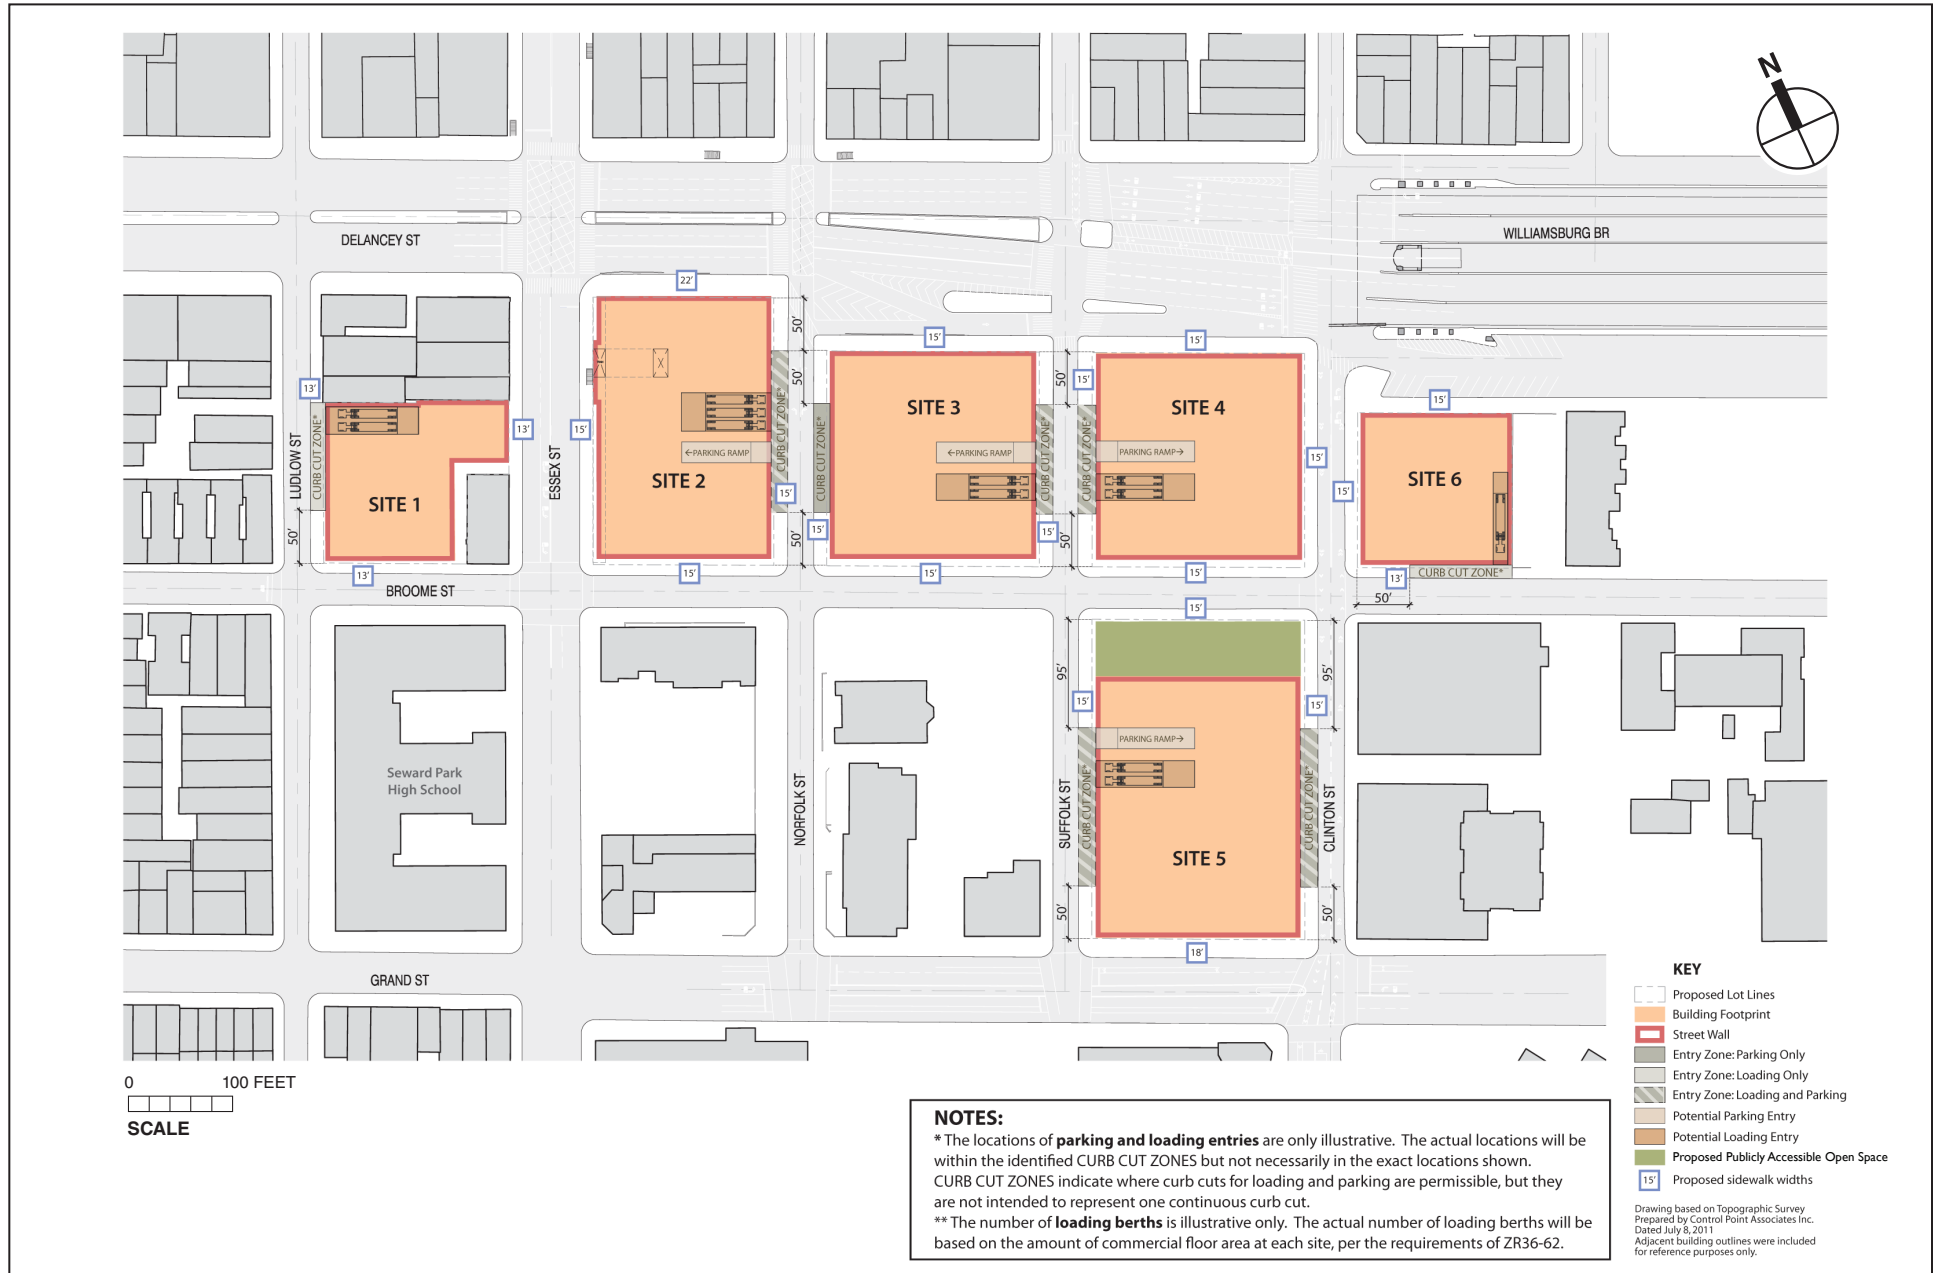 N
DELANCEY ST
WILLIAMSBURG BR
22'
50'
15'
15'
13'
50'
50'
15'
15'
13'
SITE 3
SITE 4
13'
15'
15'
LUDLOW ST
CURB CUT ZONE*
ESSEX ST
←PARKING RAMP
CURB CUT ZONE*
CURB CUT ZONE*
←PARKING RAMP
CURB CUT ZONE*
CURB CUT ZONE*
PARKING RAMP→
SITE 1
SITE 2
SITE 6
15'
15'
50'
50'
15'
15'
50'
13'
15'
15'
15'
CURB CUT ZONE*
13'
50'
BROOME ST
15'
95'
95'
15'
15'
Seward Park
High School
NORFOLK ST
SUFFOLK ST
CURB CUT ZONE*
PARKING RAMP→
CURB CUT ZONE*
CLINTON ST
SITE 5
50'
50'
18'
GRAND ST
0 100 FEET
SCALE
KEY
Proposed Lot Lines
Building Footprint
Street Wall
Entry Zone: Parking Only
Entry Zone: Loading Only
Entry Zone: Loading and Parking
Potential Parking Entry
Potential Loading Entry
Proposed Publicly Accessible Open Space
15' Proposed sidewalk widths
Drawing based on Topographic Survey
Prepared by Control Point Associates Inc.
Dated July 8, 2011
Adjacent building outlines were included
for reference purposes only.
NOTES:
* The locations of parking and loading entries are only illustrative. The actual locations will be
within the identified CURB CUT ZONES but not necessarily in the exact locations shown.
CURB CUT ZONES indicate where curb cuts for loading and parking are permissible, but they
are not intended to represent one continuous curb cut.
** The number of loading berths is illustrative only. The actual number of loading berths will be
based on the amount of commercial floor area at each site, per the requirements of ZR36-62.